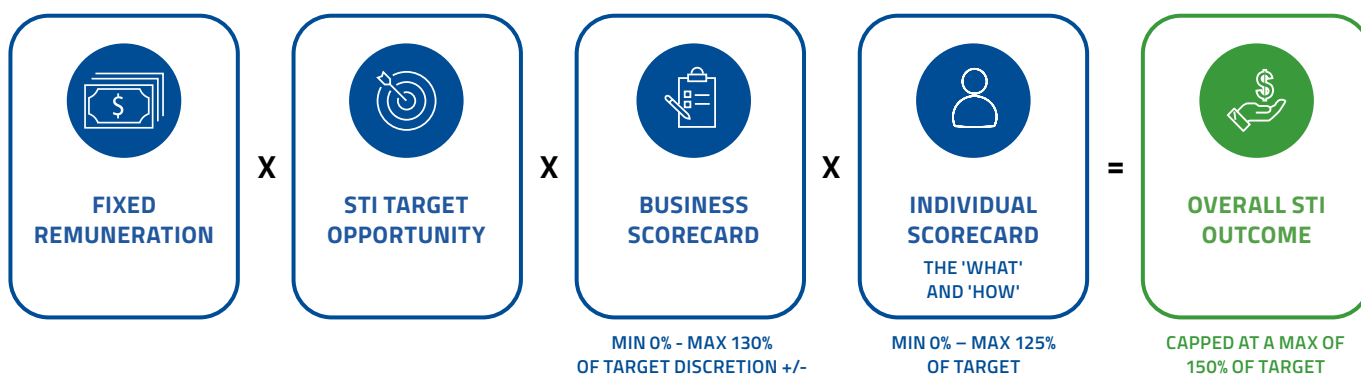 $
$
X
X
X
=
FIXED
REMUNERATION
STI TARGET
OPPORTUNITY
BUSINESS
SCORECARD
INDIVIDUAL
SCORECARD
THE 'WHAT'
AND 'HOW'
OVERALL STI
OUTCOME
MIN 0% - MAX 130%
OF TARGET DISCRETION +/-
MIN 0% – MAX 125%
OF TARGET
CAPPED AT A MAX OF
150% OF TARGET